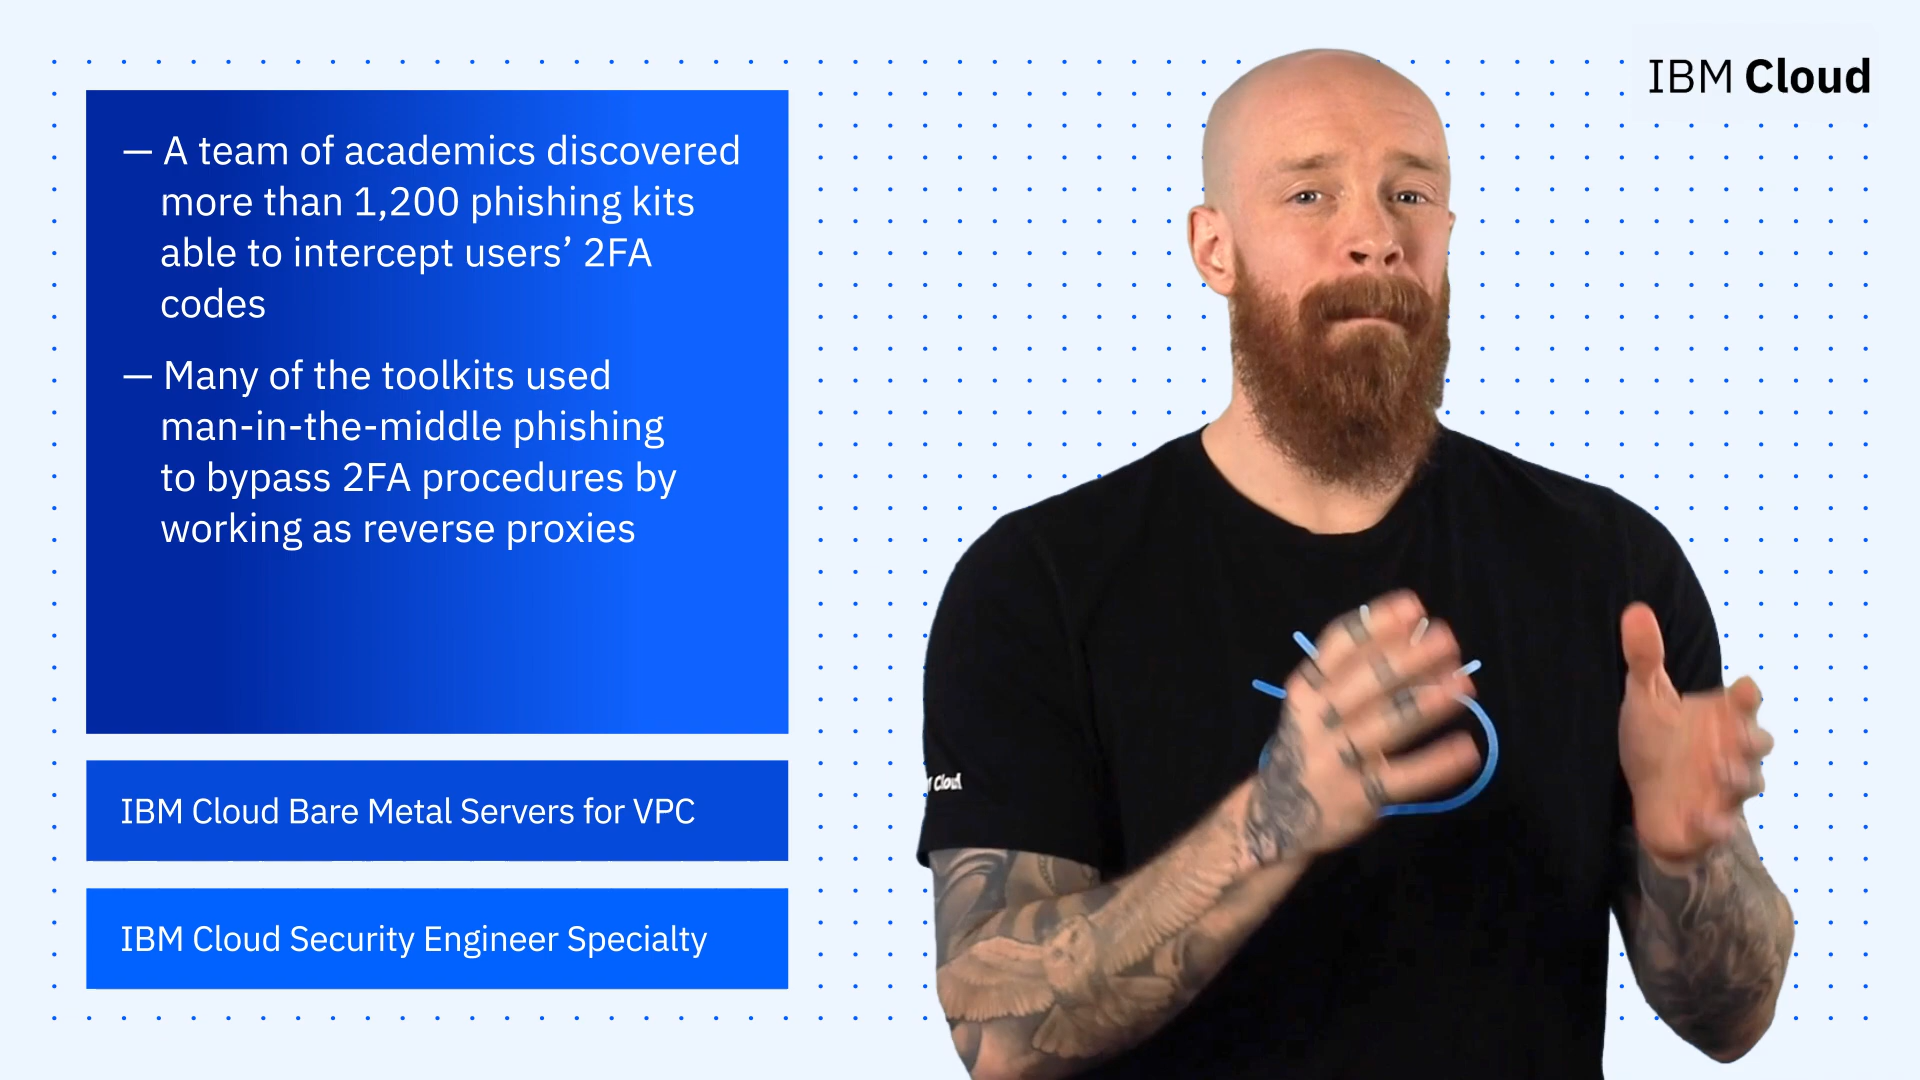 IBM Cloud
— A team of academics discovered
more than 1,200 phishing kits
able to intercept users’ 2FA
codes
— Many of the toolkits used
man-in-the-middle phishing
to bypass 2FA procedures by
working as reverse proxies
IBM Cloud Bare Metal Servers for VPC
IBM Cloud Security Engineer Specialty
Cloud